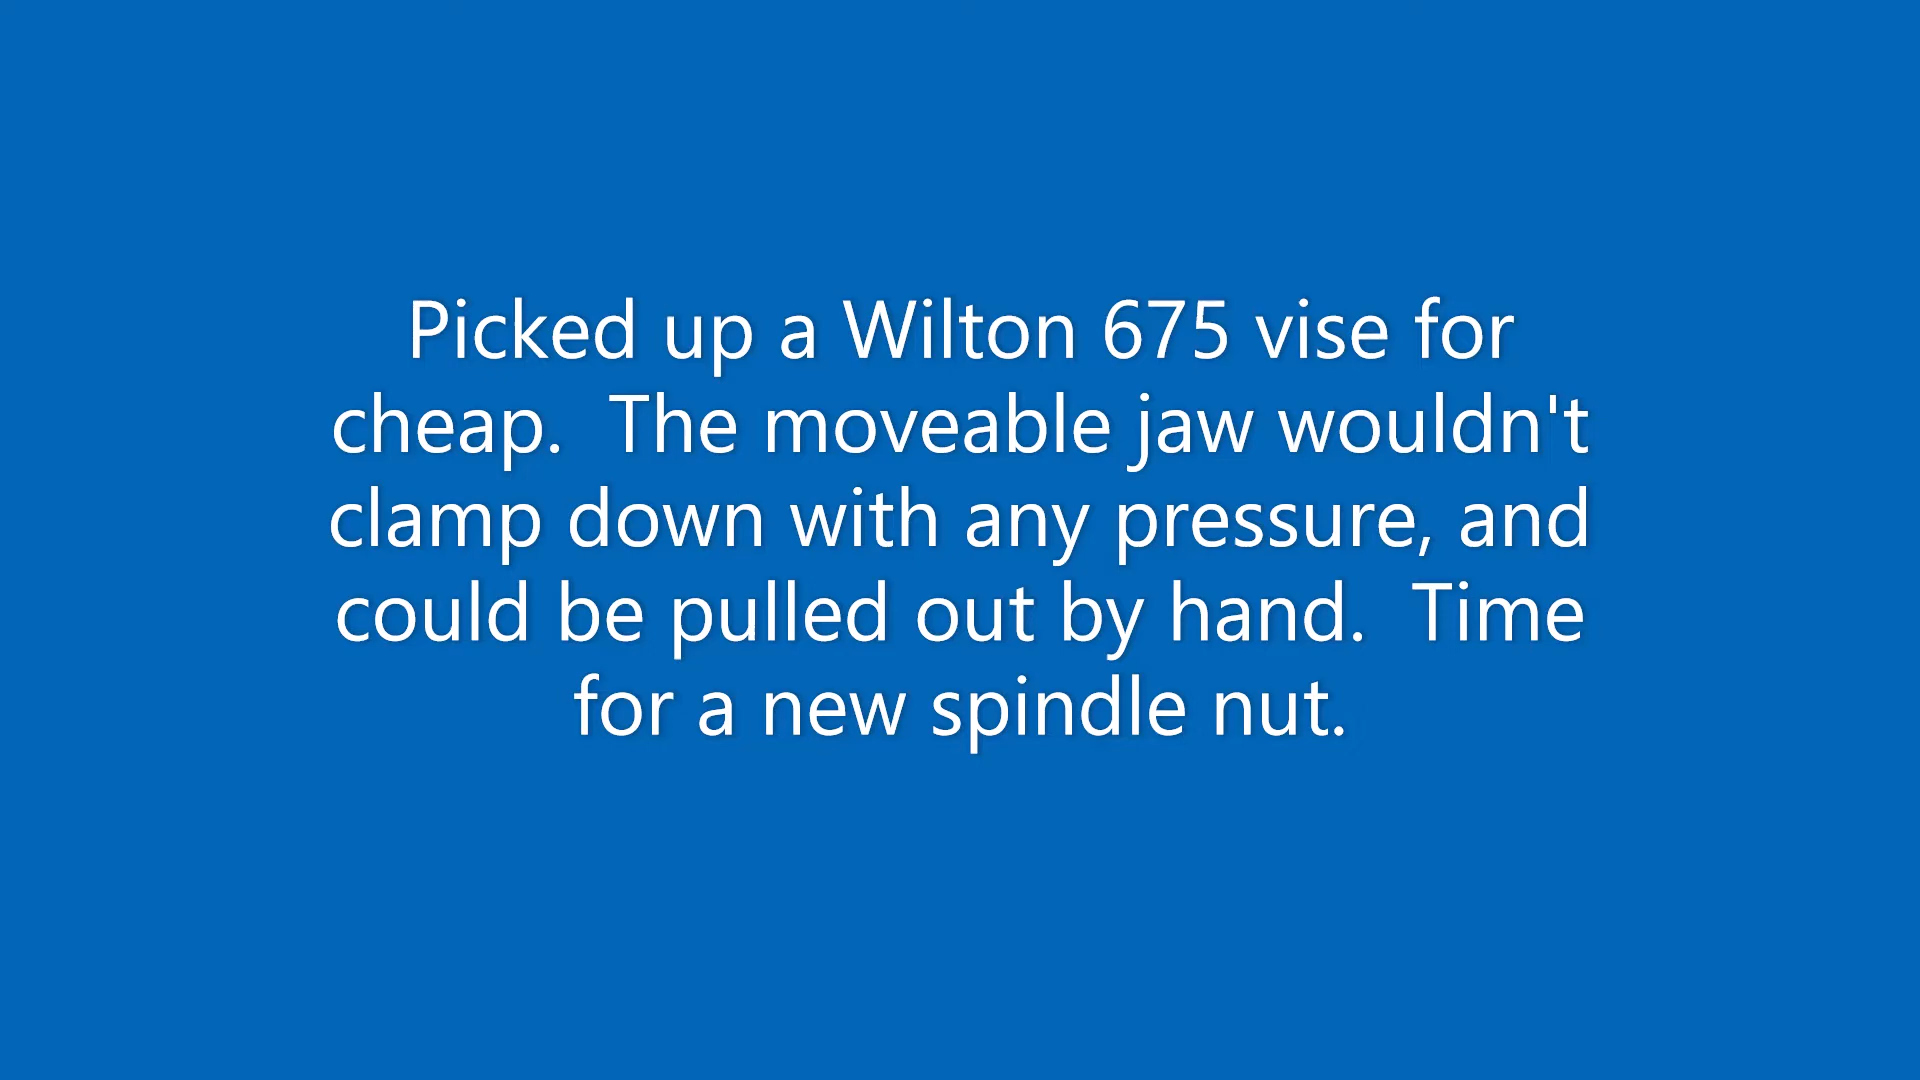 Picked up a Wilton 675 vise for
cheap.  The moveable jaw wouldn't
clamp down with any pressure, and
could be pulled out by hand.  Time
for a new spindle nut.